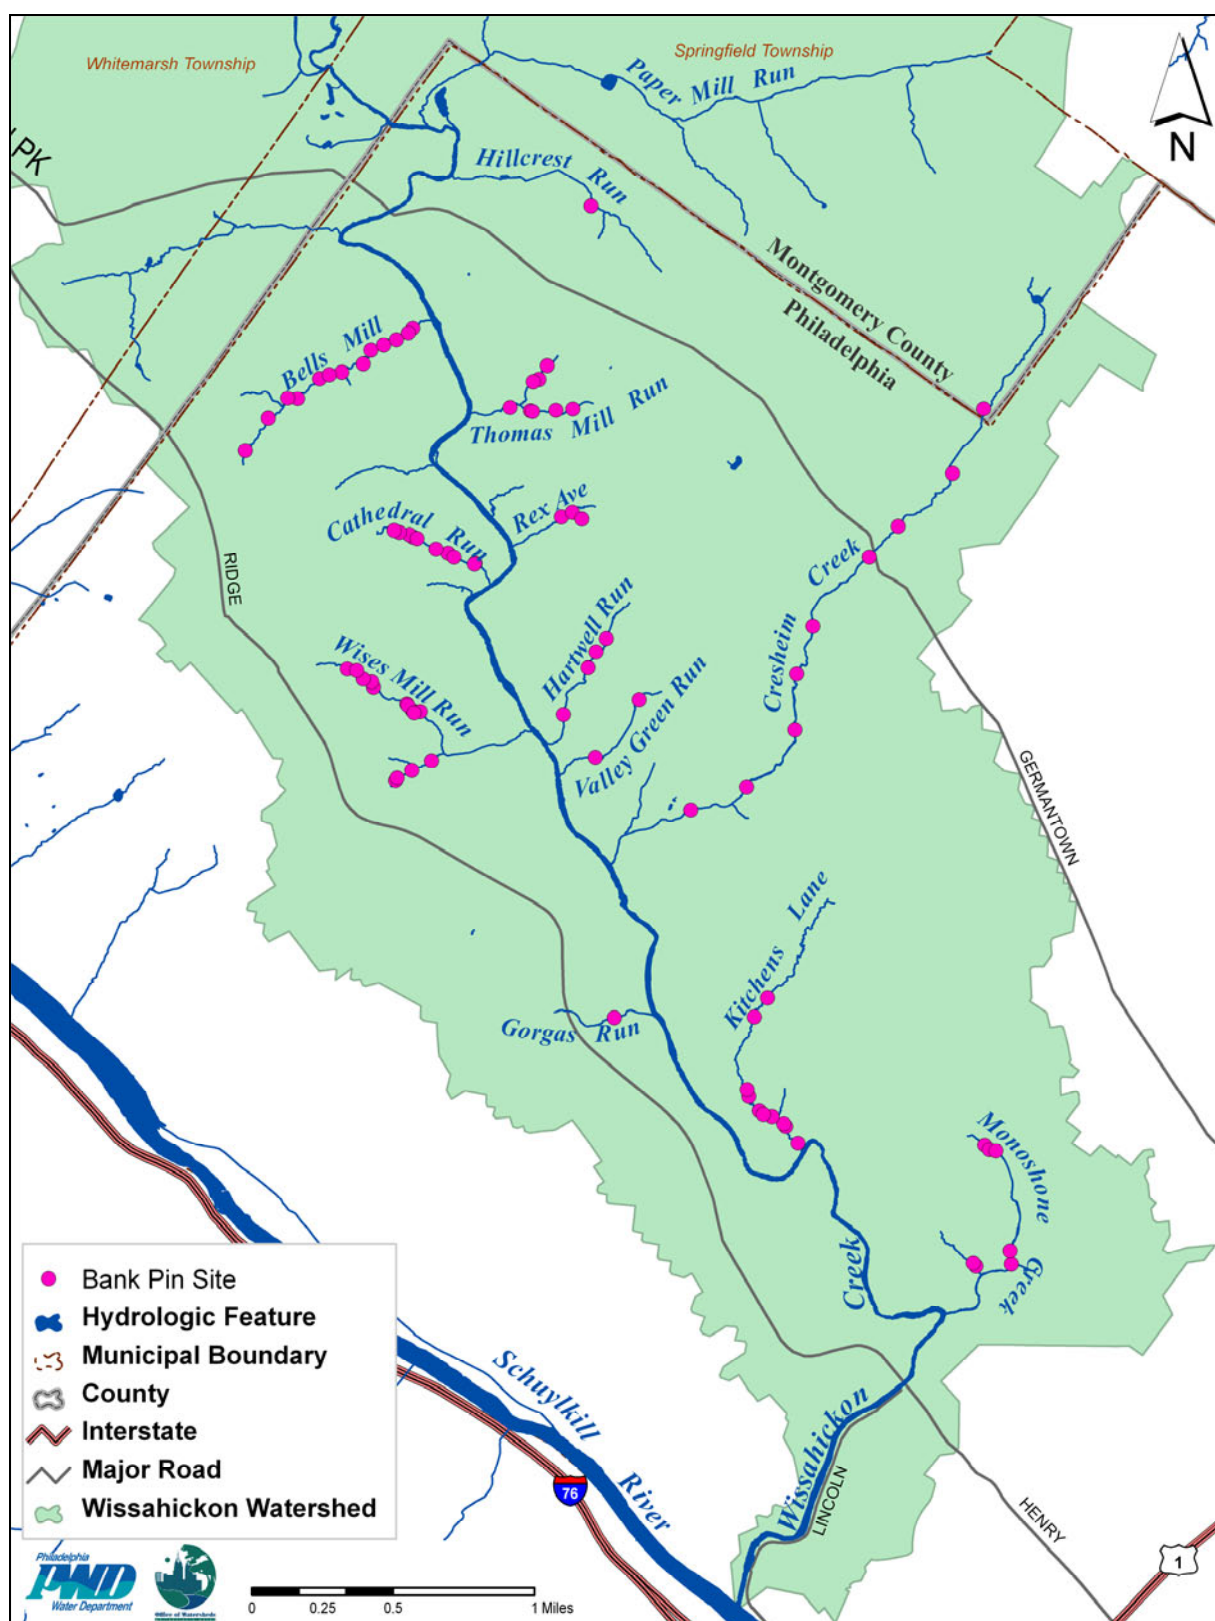 Whitemarsh Township
Springfield Township
Paper Mill Run
PK
N
Hillcrest Run
Montgomery County
Philadelphia
Bells Mill
Thomas Mill Run
Rex Ave
Cathedral Run
RIDGE
Creek
Cresheim
Hartwell Run
Wises Mill Run
Valley Green Run
GERMANTOWN
Kitchens Lane
Gorgas Run
Monoshone
Creek
Creek
Wissahickon
LINCOLN
HENRY
Schuylkill
River
76
1
Bank Pin Site
Hydrologic Feature
Municipal Boundary
County
Interstate
Major Road
Wissahickon Watershed
Philadelphia
PWD
Water Department
Office of Watersheds
0 0.25 0.5 1 Miles